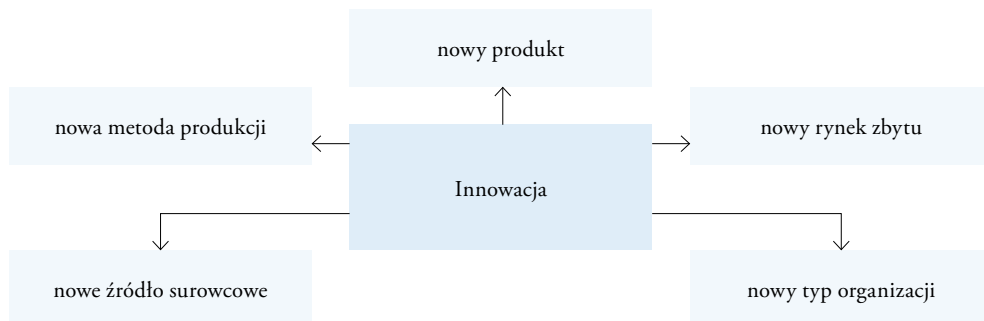 nowy produkt
nowa metoda produkcji
nowy rynek zbytu
Innowacja
nowe źródło surowcowe
nowy typ organizacji